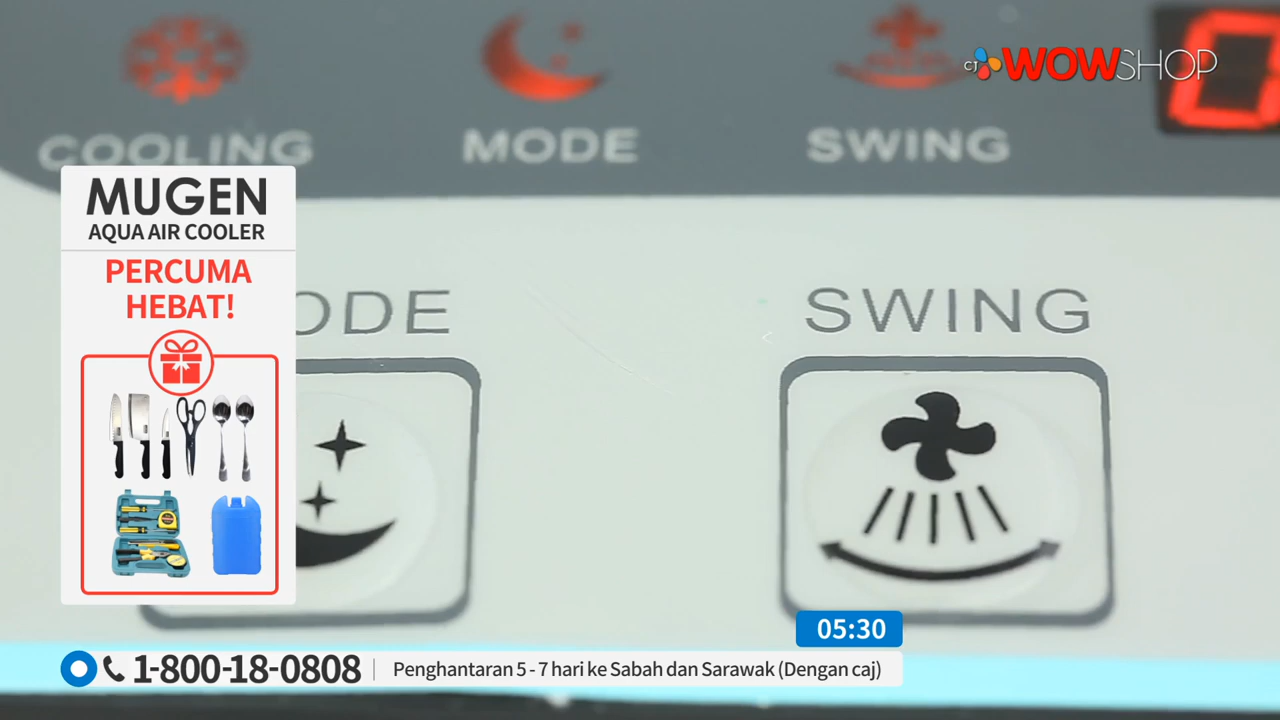 COOLING
MODE
SWING
CJ WOWSHOP
MUGEN
AQUA AIR COOLER
PERCUMA
HEBAT!
ODE
SWING
05:30
1-800-18-0808
Penghantaran 5 - 7 hari ke Sabah dan Sarawak (Dengan caj)